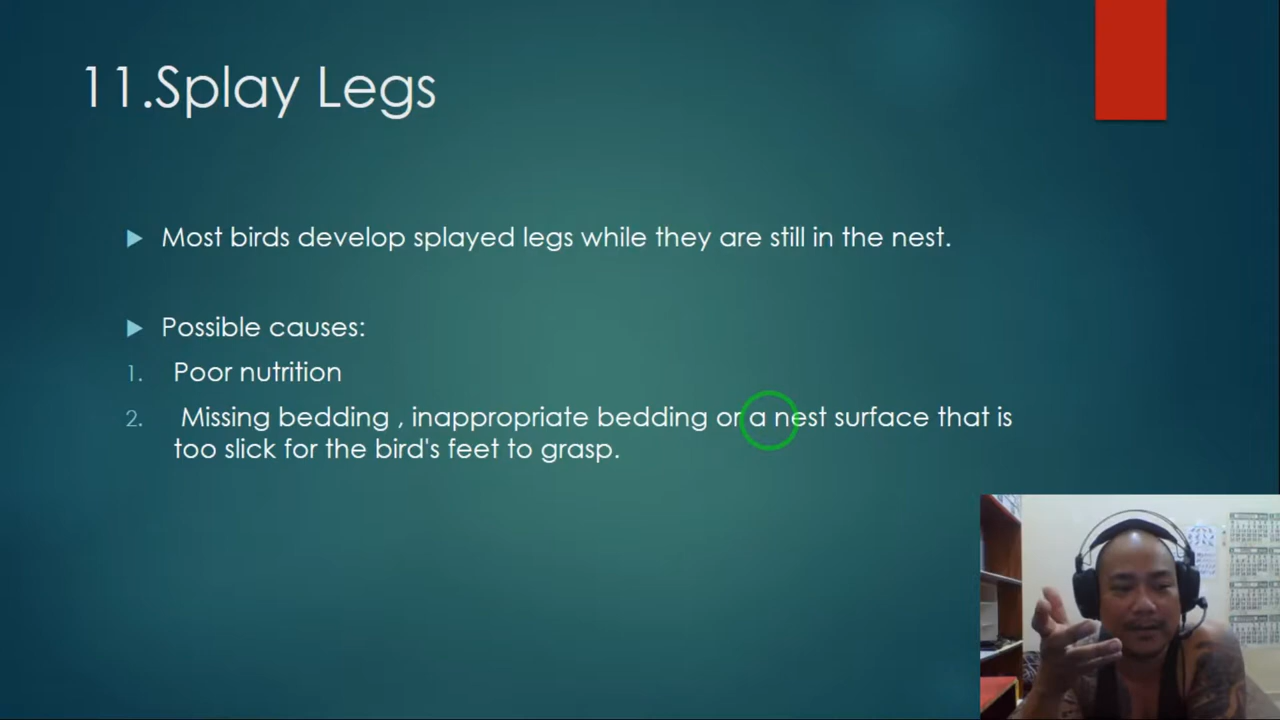 11.Splay Legs
Most birds develop splayed legs while they are still in the nest.
Possible causes:
1. Poor nutrition
2. Missing bedding , inappropriate bedding or a nest surface that is
too slick for the bird's feet to grasp.